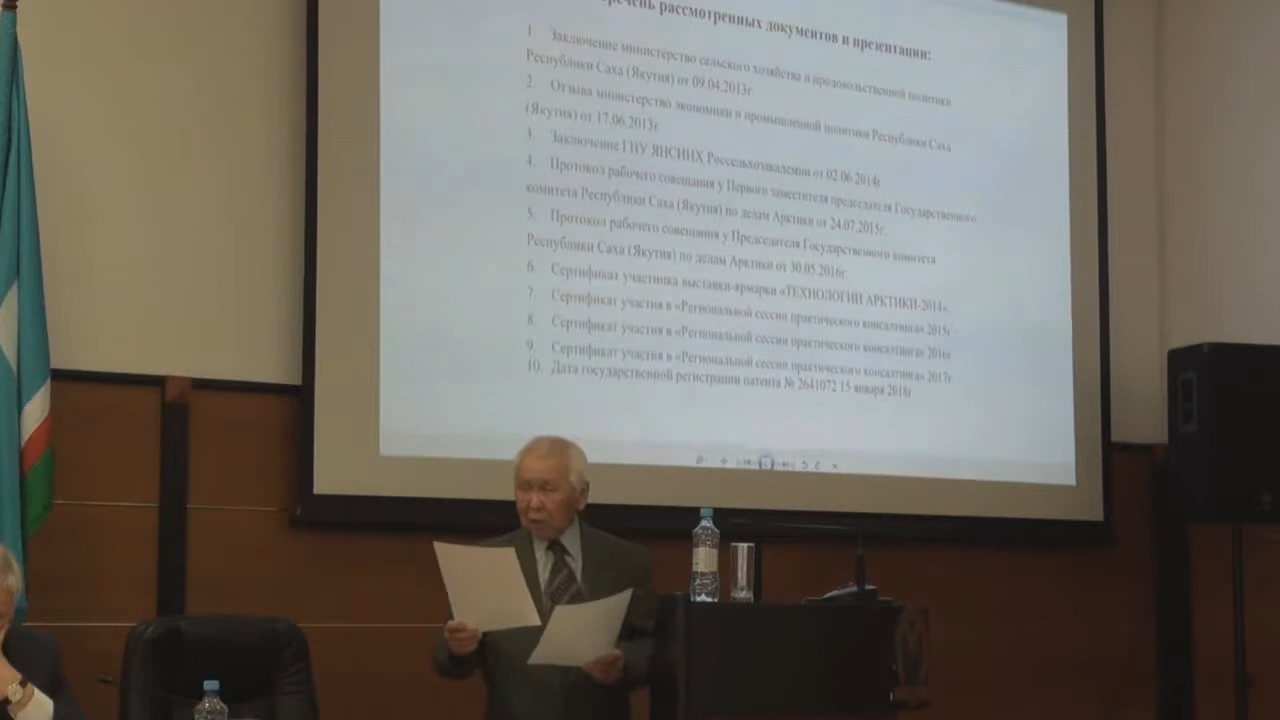 речень рассмотренных документов и презентации:
1 Заключение министерство сельского хозяйства и продовольственной политики
Республики Саха (Якутия) от 09.04.2013г
2. Отзыва министерство экономики и промышленной политики Республики Саха
(Якутия) от 17.06.2013г
3. Заключение ГНУ ЯНСИИХ Россельхозакадемии от 02.06.2014г
4. Протокол рабочего совещания у Первого заместителя председателя Государственного
комитета Республики Саха (Якутия) по делам Арктики от 24.07.2015г.
5. Протокол рабочего совещания у Председателя Государственного комитета
Республики Саха (Якутия) по делам Арктики от 30.05.2016г
6. Сертификат участника выставки-ярмарки «ТЕХНОЛОГИИ АРКТИКИ-2014»
7. Сертификат участия в «Региональной сессии практического консалтинга» 2015г
8. Сертификат участия в «Региональной сессии практического консалтинга» 2016г
9. Сертификат участия в «Региональной сессии практического консалтинга» 2017г.
10. Дата государственной регистрации патента № 2641072 15 января 2018г